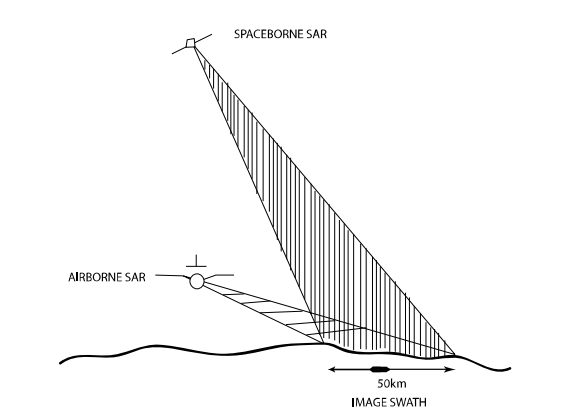 SPACEBORNE SAR
AIRBORNE SAR
50km
IMAGE SWATH